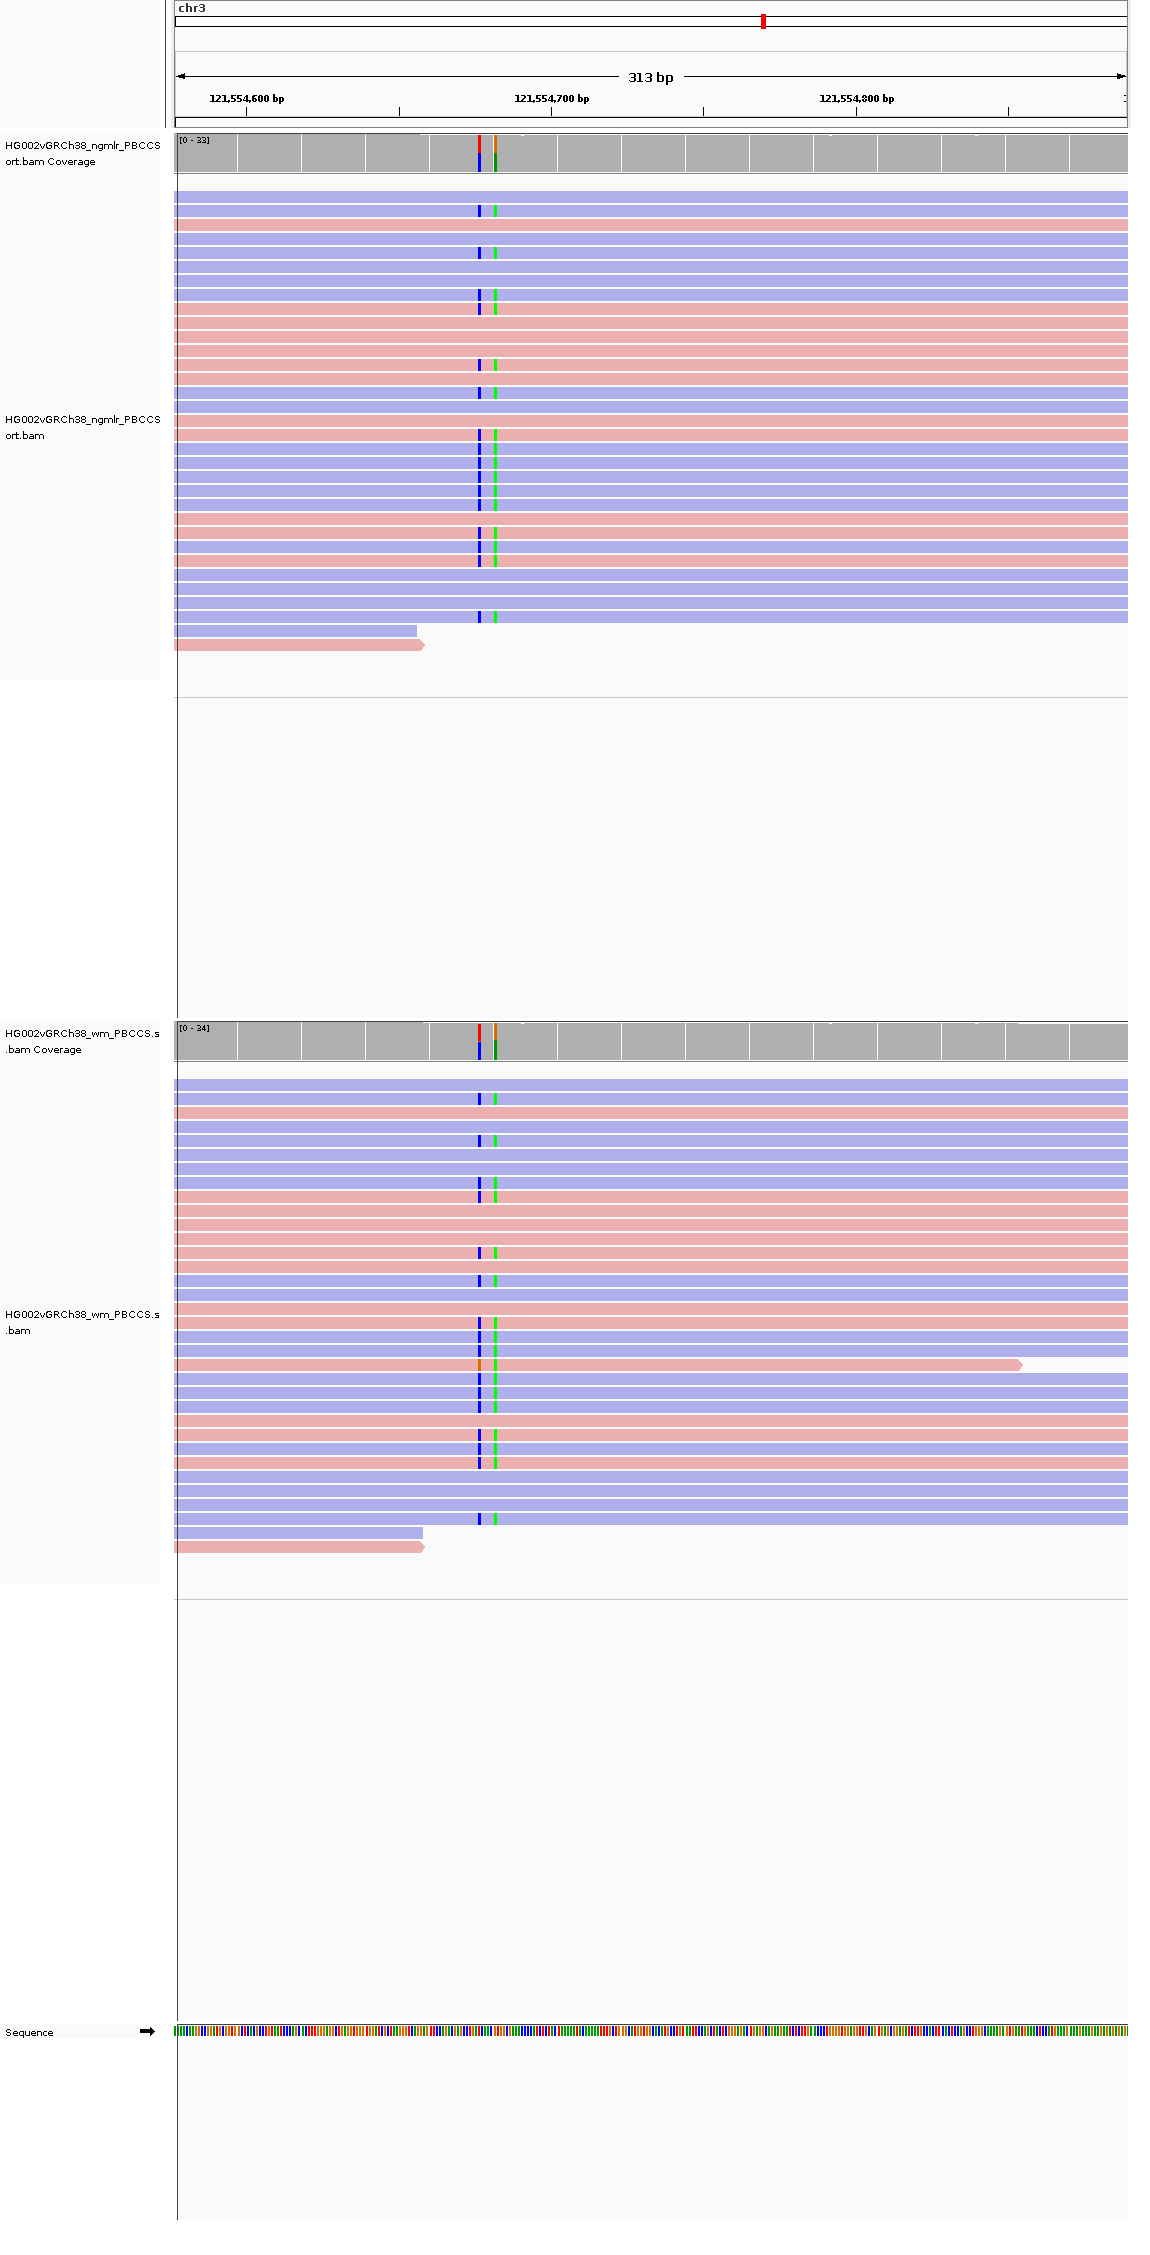 chr3
313 bp
121,554,600 bp 121,554,700 bp 121,554,800 bp
HG002vGRCh38_ngmlr_PBCCS
ort.bam Coverage
[0 - 33]
HG002vGRCh38_ngmlr_PBCCS
ort.bam
HG002vGRCh38_wm_PBCCS.s
.bam Coverage
[0 - 34]
HG002vGRCh38_wm_PBCCS.s
.bam
Sequence